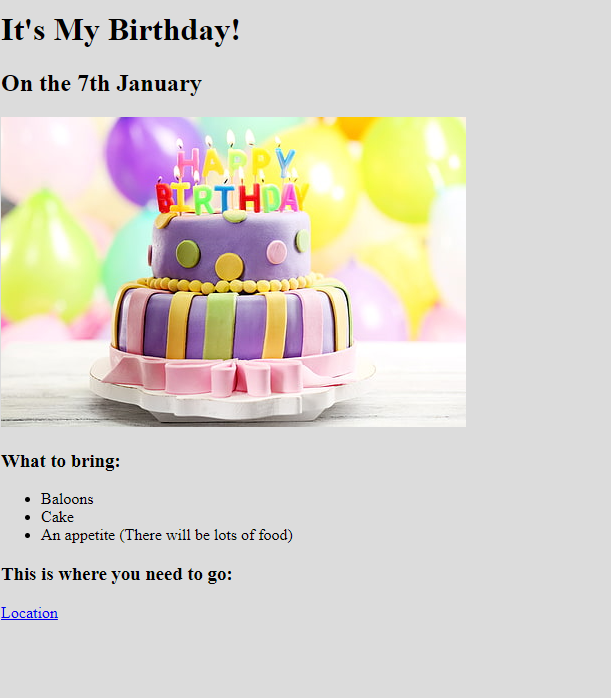 It's My Birthday!
On the 7th January
HAPPY
BIRTHDAY
What to bring:
Baloons
Cake
An appetite (There will be lots of food)
This is where you need to go:
Location